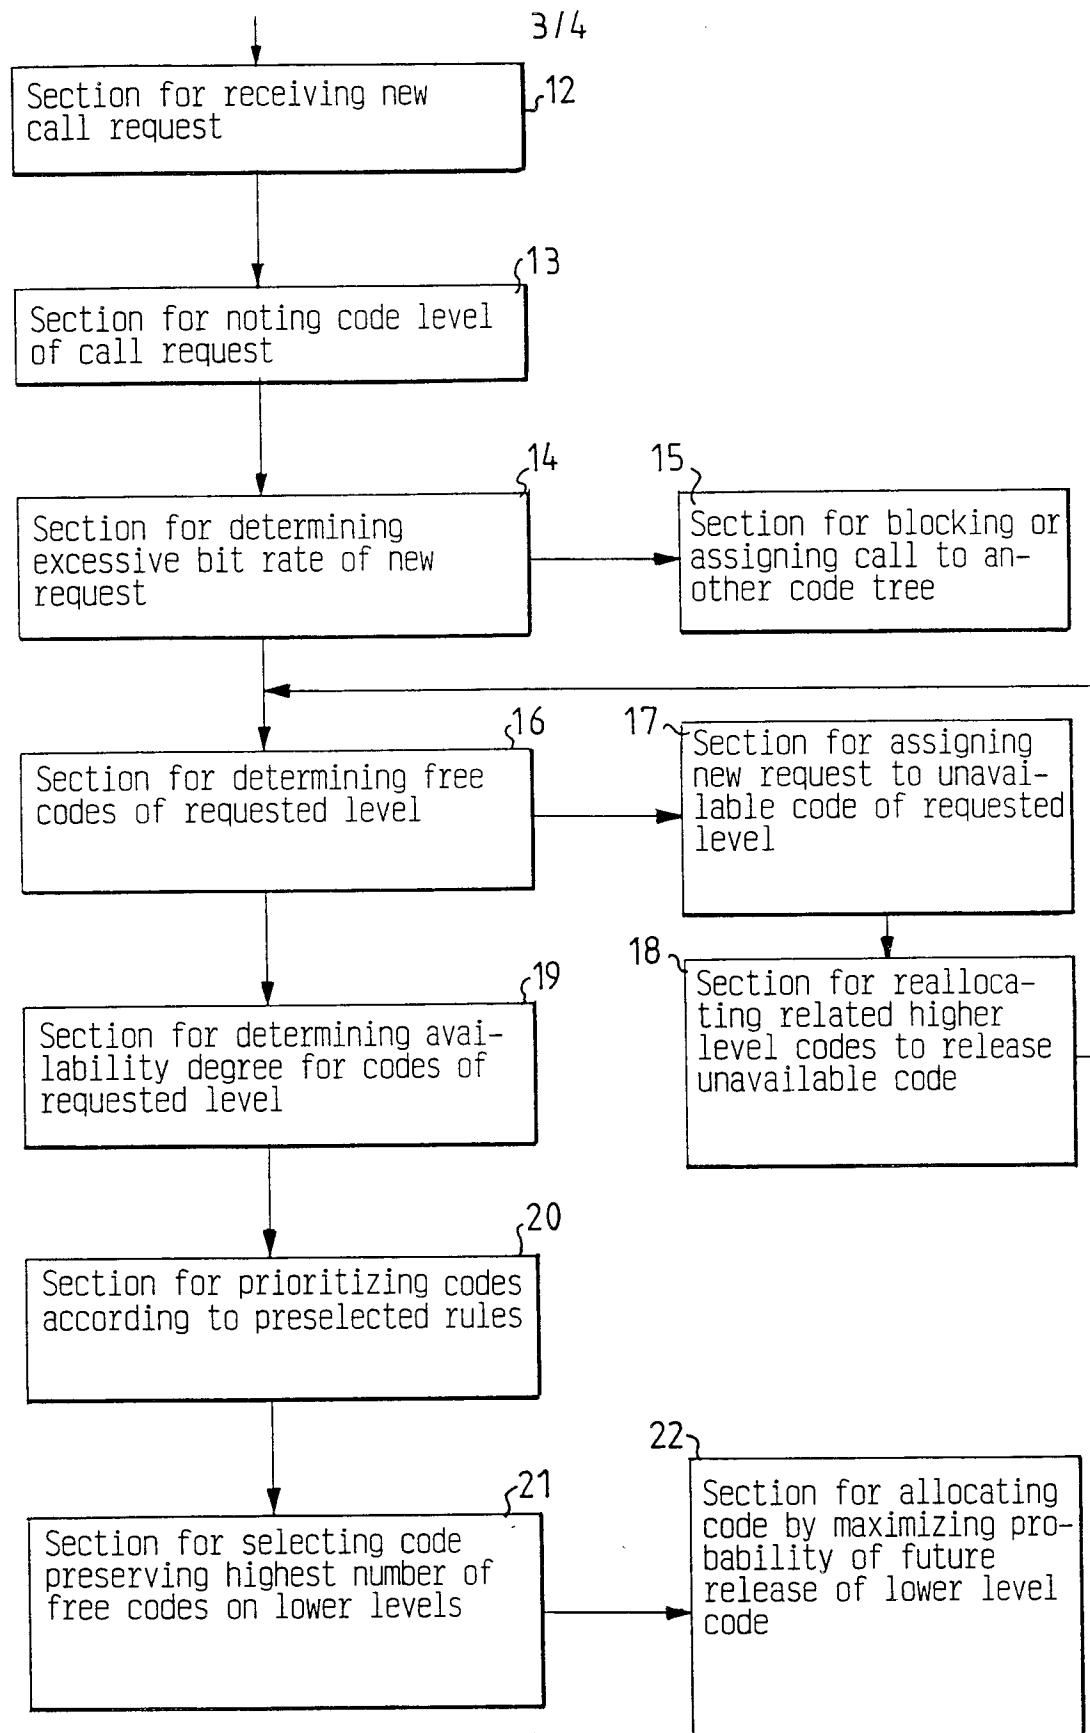 3/4
Section for receiving new
call request
12
13
Section for noting code level
of call request
14
Section for determining
excessive bit rate of new
request
15
Section for blocking or
assigning call to an-
other code tree
16
Section for determining free
codes of requested level
17
Section for assigning
new request to unavai-
lable code of requested
level
18
Section for realloca-
ting related higher
level codes to release
unavailable code
19
Section for determining avai-
lability degree for codes of
requested level
20
Section for prioritizing codes
according to preselected rules
21
Section for selecting code
preserving highest number of
free codes on lower levels
22
Section for allocating
code by maximizing pro-
bability of future
release of lower level
code